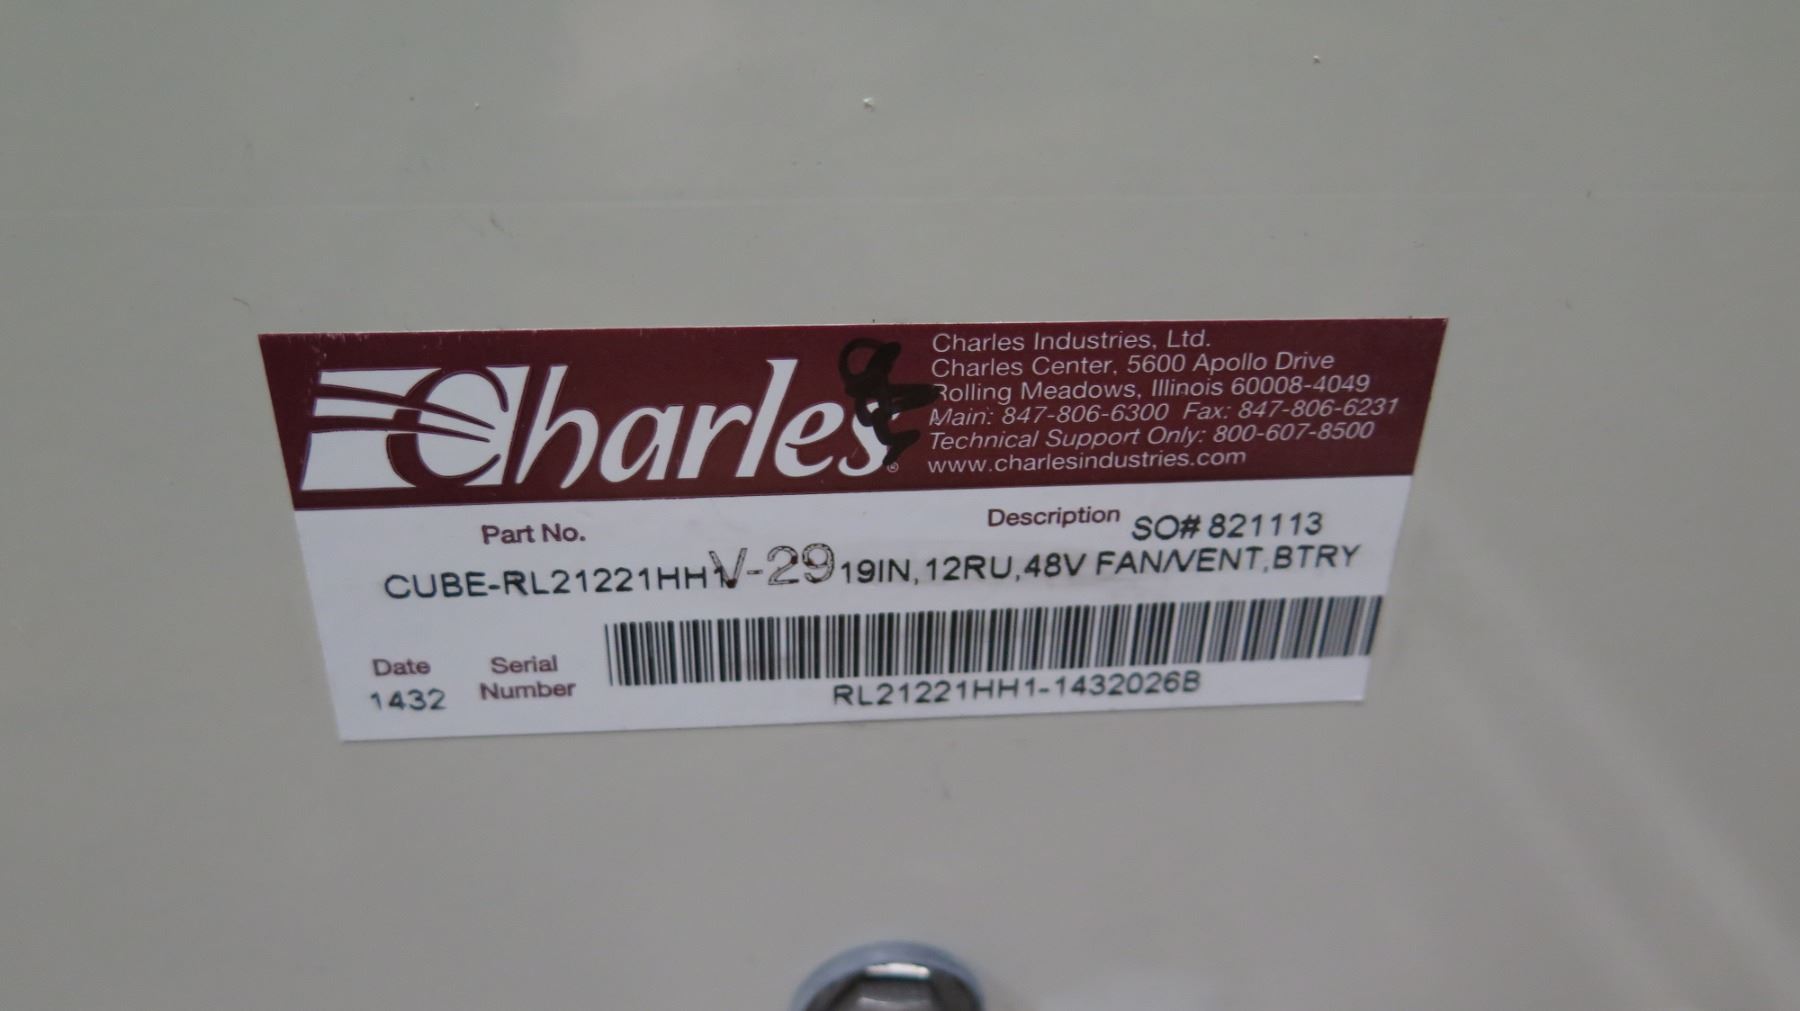 Charles®
Charles Industries, Ltd.
Charles Center, 5600 Apollo Drive
Rolling Meadows, Illinois 60008-4049
Main: 847-806-6300 Fax: 847-806-6231
Technical Support Only: 800-607-8500
www.charlesindustries.com
Part No.
CUBE-RL21221HH1V-29
Description SO# 821113
19IN,12RU,48V FAN/VENT,BTRY
Date
1432
Serial
Number
RL21221HH1-1432026B